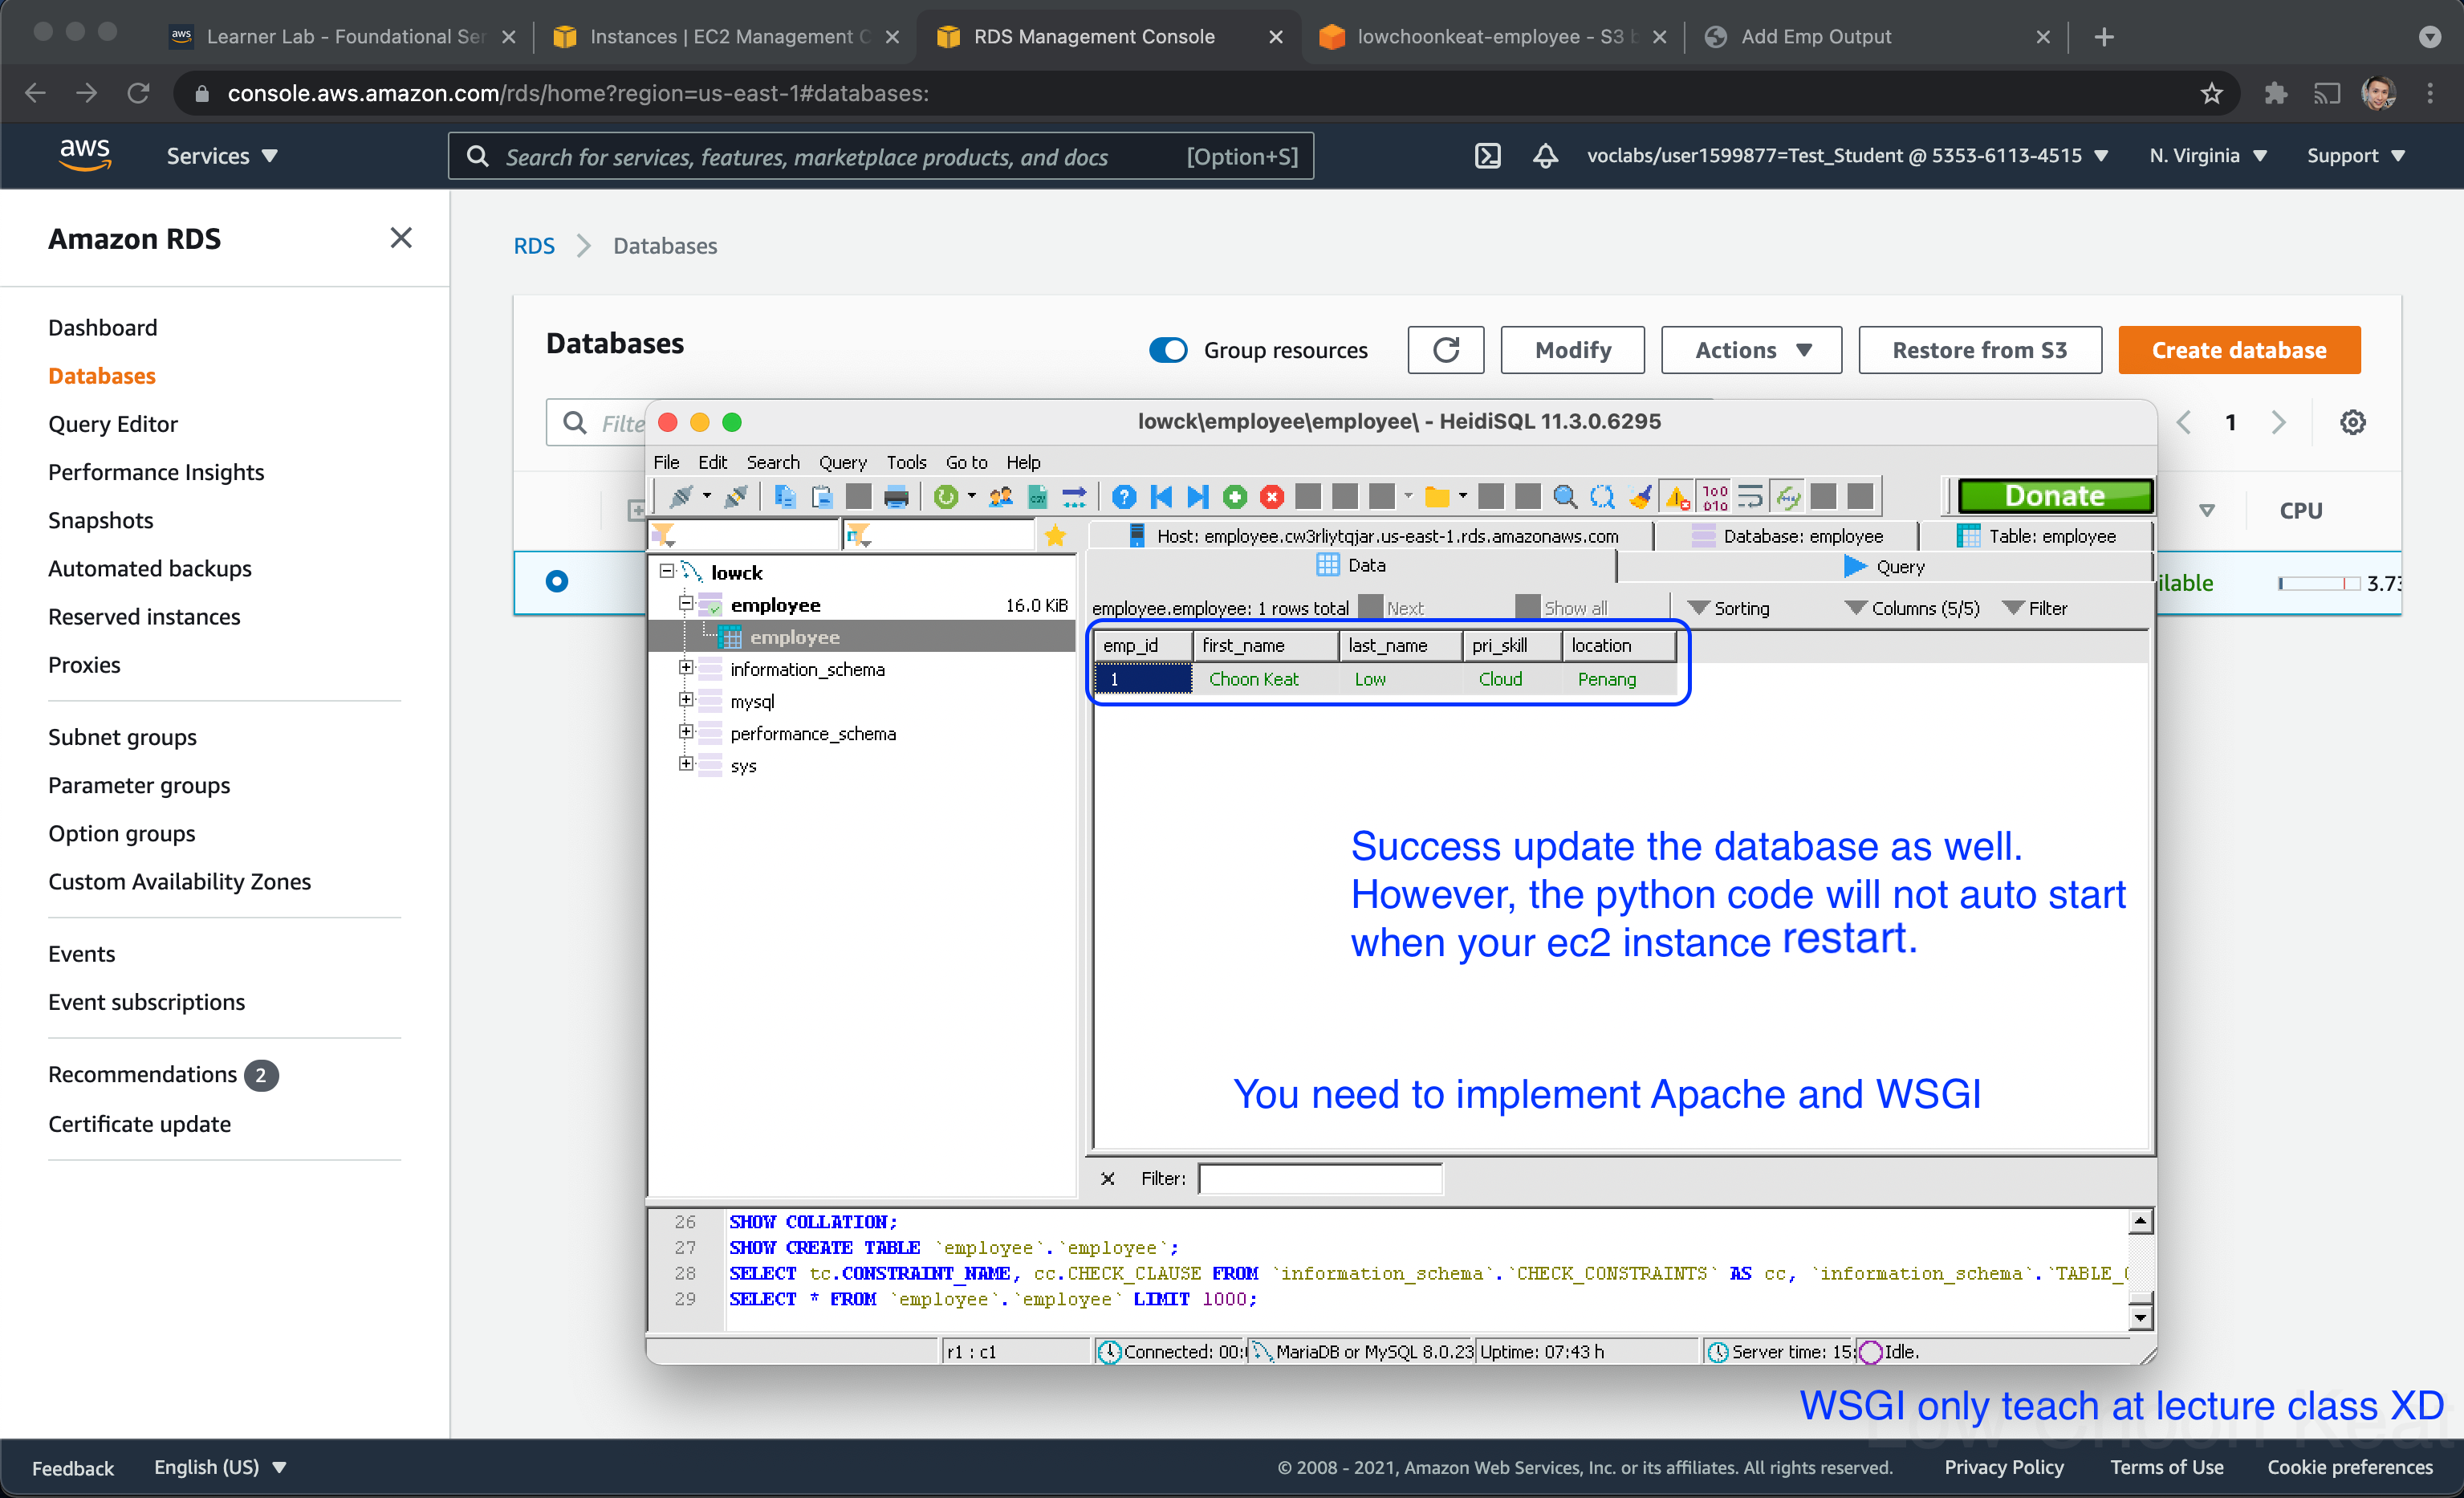 Learner Lab - Foundational Ser
Instances | EC2 Management C
RDS Management Console
lowchoonkeat-employee - S3 b
Add Emp Output
console.aws.amazon.com/rds/home?region=us-east-1#databases:
aws
Services
Search for services, features, marketplace products, and docs
[Option+S]
voclabs/user1599877=Test_Student @ 5353-6113-4515
N. Virginia
Support
Amazon RDS
Dashboard
Databases
Query Editor
Performance Insights
Snapshots
Automated backups
Reserved instances
Proxies
Subnet groups
Parameter groups
Option groups
Custom Availability Zones
Events
Event subscriptions
Recommendations 2
Certificate update
RDS > Databases
Databases
Group resources
Modify
Actions
Restore from S3
Create database
Filte
1
CPU
ilable
3.73
lowck\employee\employee\ - HeidiSQL 11.3.0.6295
File Edit Search Query Tools Go to Help
Donate
Host: employee.cw3rliytqjar.us-east-1.rds.amazonaws.com
Database: employee
Table: employee
Data
Query
lowck
employee 16.0 KiB
employee
information_schema
mysql
performance_schema
sys
employee.employee: 1 rows total
Next
Show all
Sorting
Columns (5/5)
Filter
emp_id first_name last_name pri_skill location
1 Choon Keat Low Cloud Penang
Success update the database as well.
However, the python code will not auto start
when your ec2 instance restart.
You need to implement Apache and WSGI
Filter:
26 SHOW COLLATION;
27 SHOW CREATE TABLE `employee`.`employee`;
28 SELECT tc.CONSTRAINT_NAME, cc.CHECK_CLAUSE FROM `information_schema`.`CHECK_CONSTRAINTS` AS cc, `information_schema`.`TABLE_C
29 SELECT * FROM `employee`.`employee` LIMIT 1000;
r1 : c1
Connected: 00:
MariaDB or MySQL 8.0.23
Uptime: 07:43 h
Server time: 15:
Idle.
WSGI only teach at lecture class XD
Feedback
English (US)
© 2008 - 2021, Amazon Web Services, Inc. or its affiliates. All rights reserved.
Privacy Policy
Terms of Use
Cookie preferences